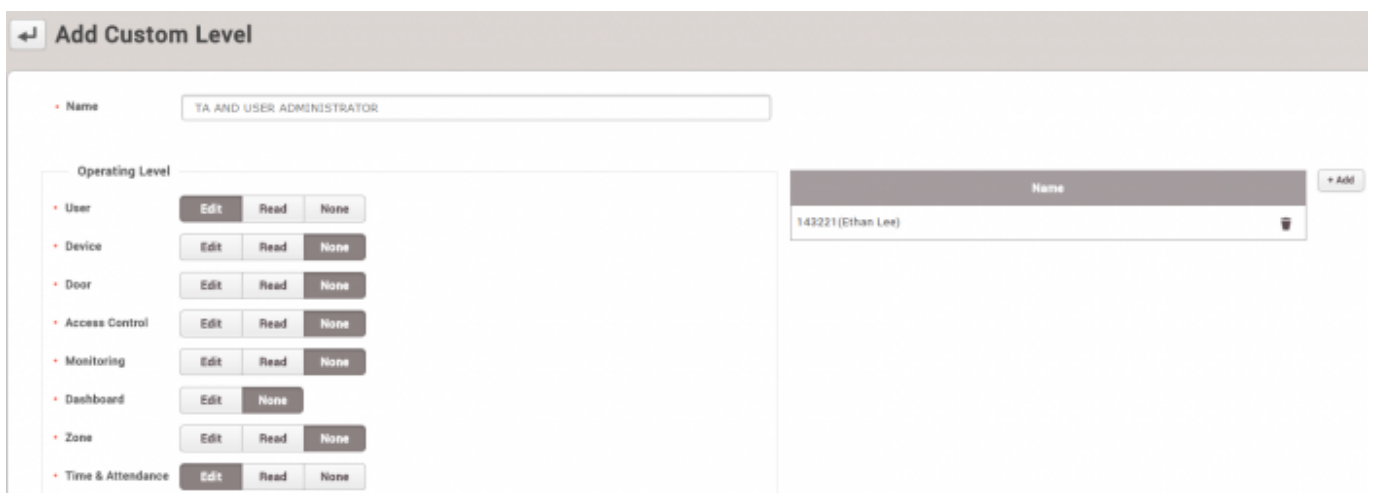 Add Custom Level
Name
TA AND USER ADMINISTRATOR
Operating Level
User Edit Read None
Device Edit Read None
Door Edit Read None
Access Control Edit Read None
Monitoring Edit Read None
Dashboard Edit None
Zone Edit Read None
Time & Attendance Edit Read None
Name
+ Add
143221(Ethan Lee)